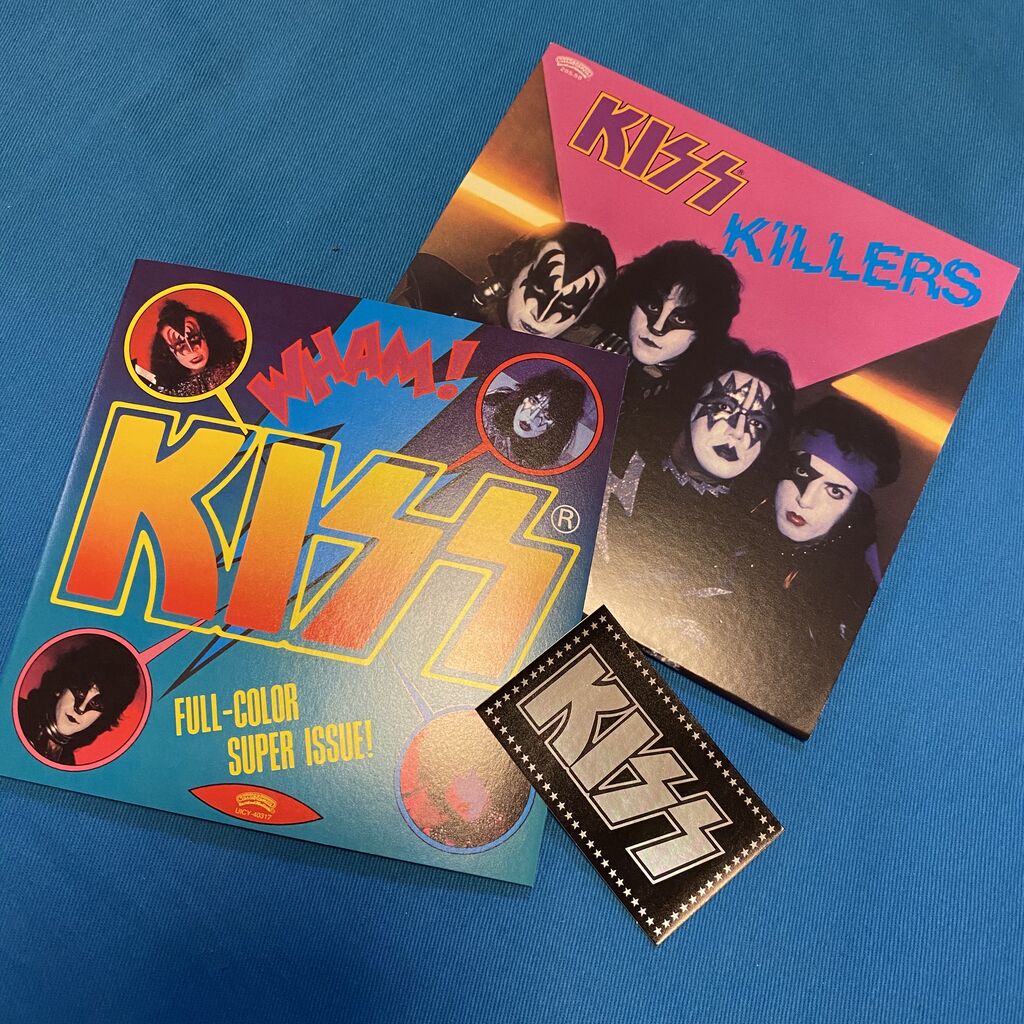 KISS®
KILLERS
WHAM!
KISS®
FULL-COLOR
SUPER ISSUE!
UICY-40317
KISS